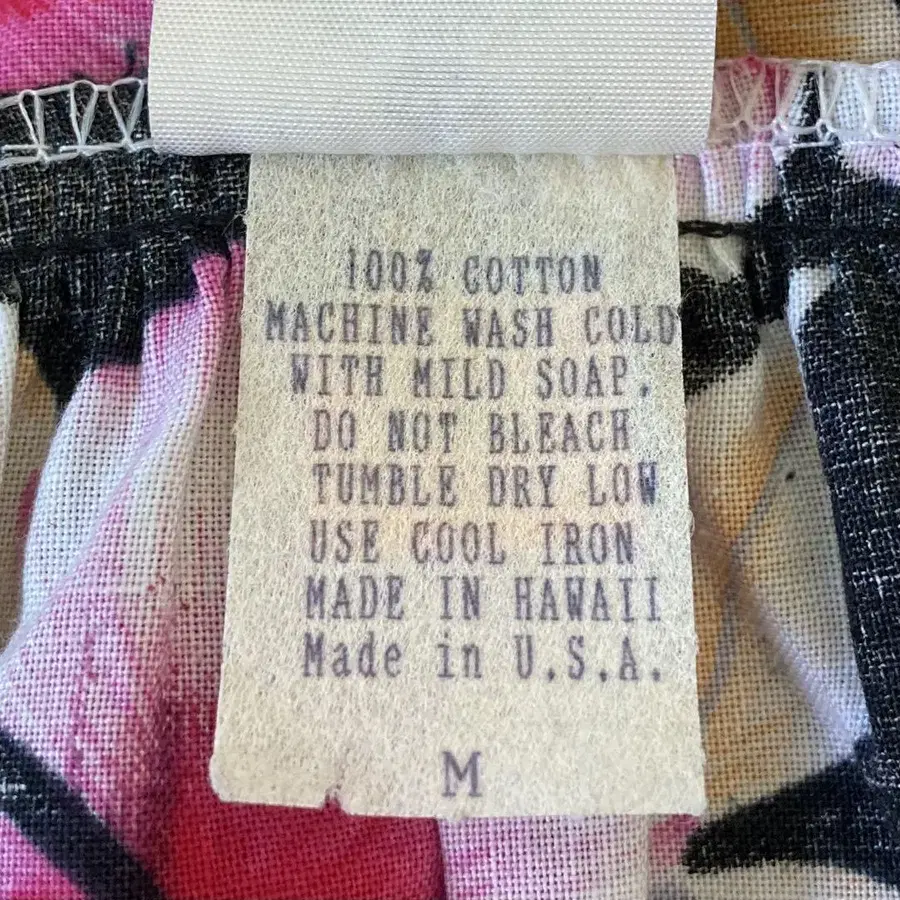 100% COTTON
MACHINE WASH COLD
WITH MILD SOAP.
DO NOT BLEACH
TUMBLE DRY LOW
USE COOL IRON
MADE IN HAWAII
Made in U.S.A.
M